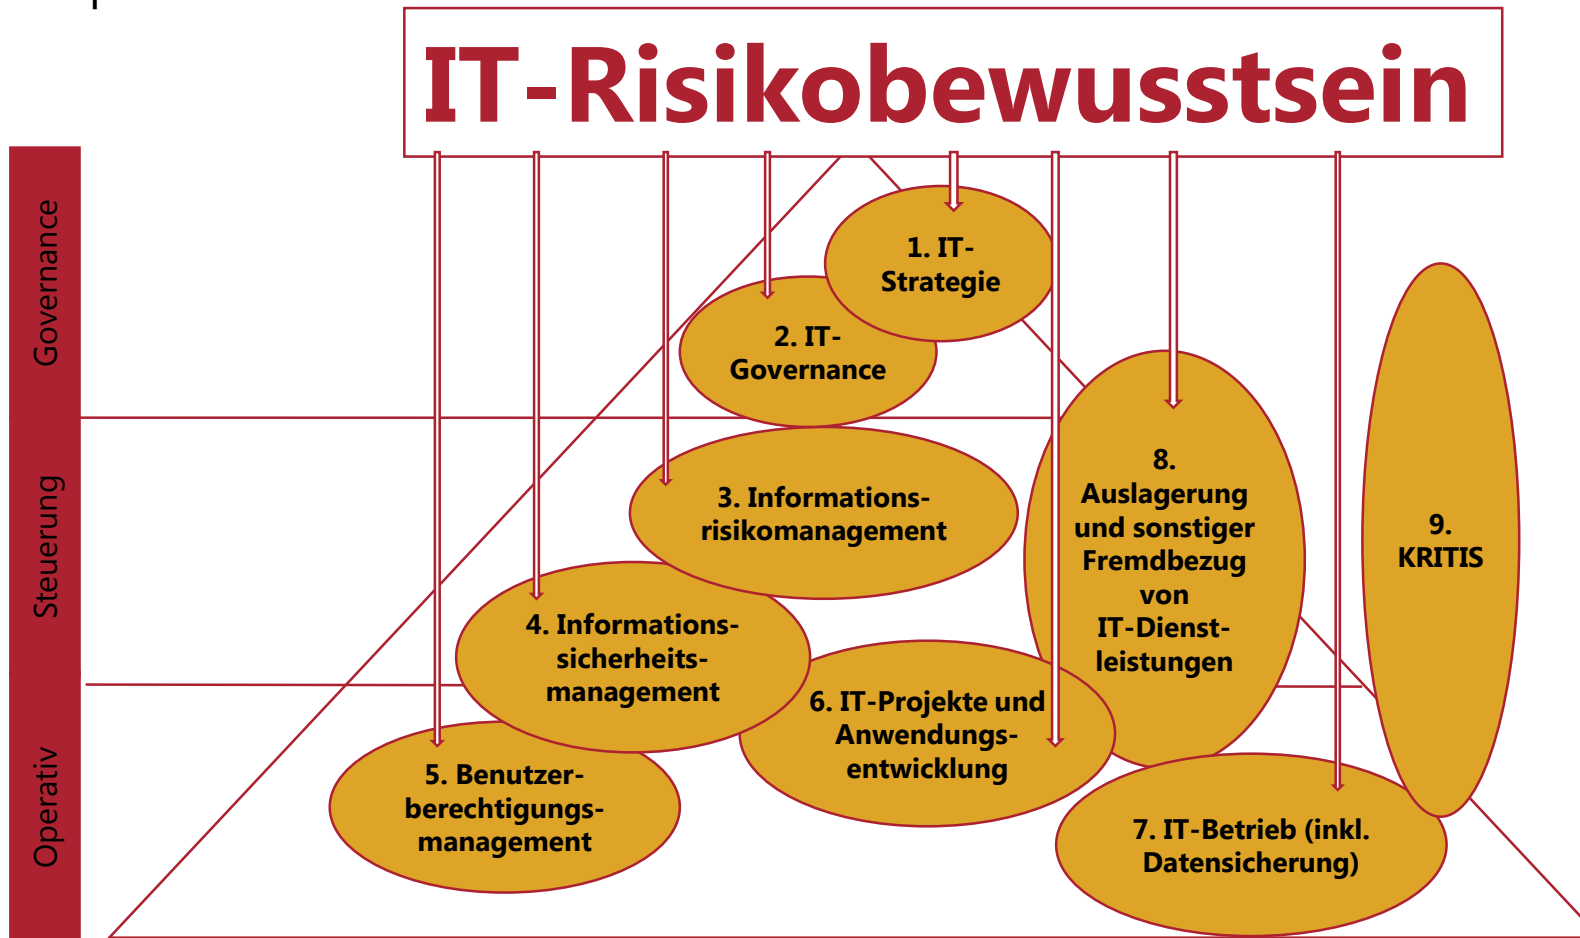 IT-Risikobewusstsein
Governance
Steuerung
Operativ
1. IT-
Strategie
2. IT-
Governance
3. Informations-
risikomanagement
4. Informations-
sicherheits-
management
5. Benutzer-
berechtigungs-
management
6. IT-Projekte und
Anwendungs-
entwicklung
7. IT-Betrieb (inkl.
Datensicherung)
8.
Auslagerung
und sonstiger
Fremdbezug
von
IT-Dienst-
leistungen
9.
KRITIS